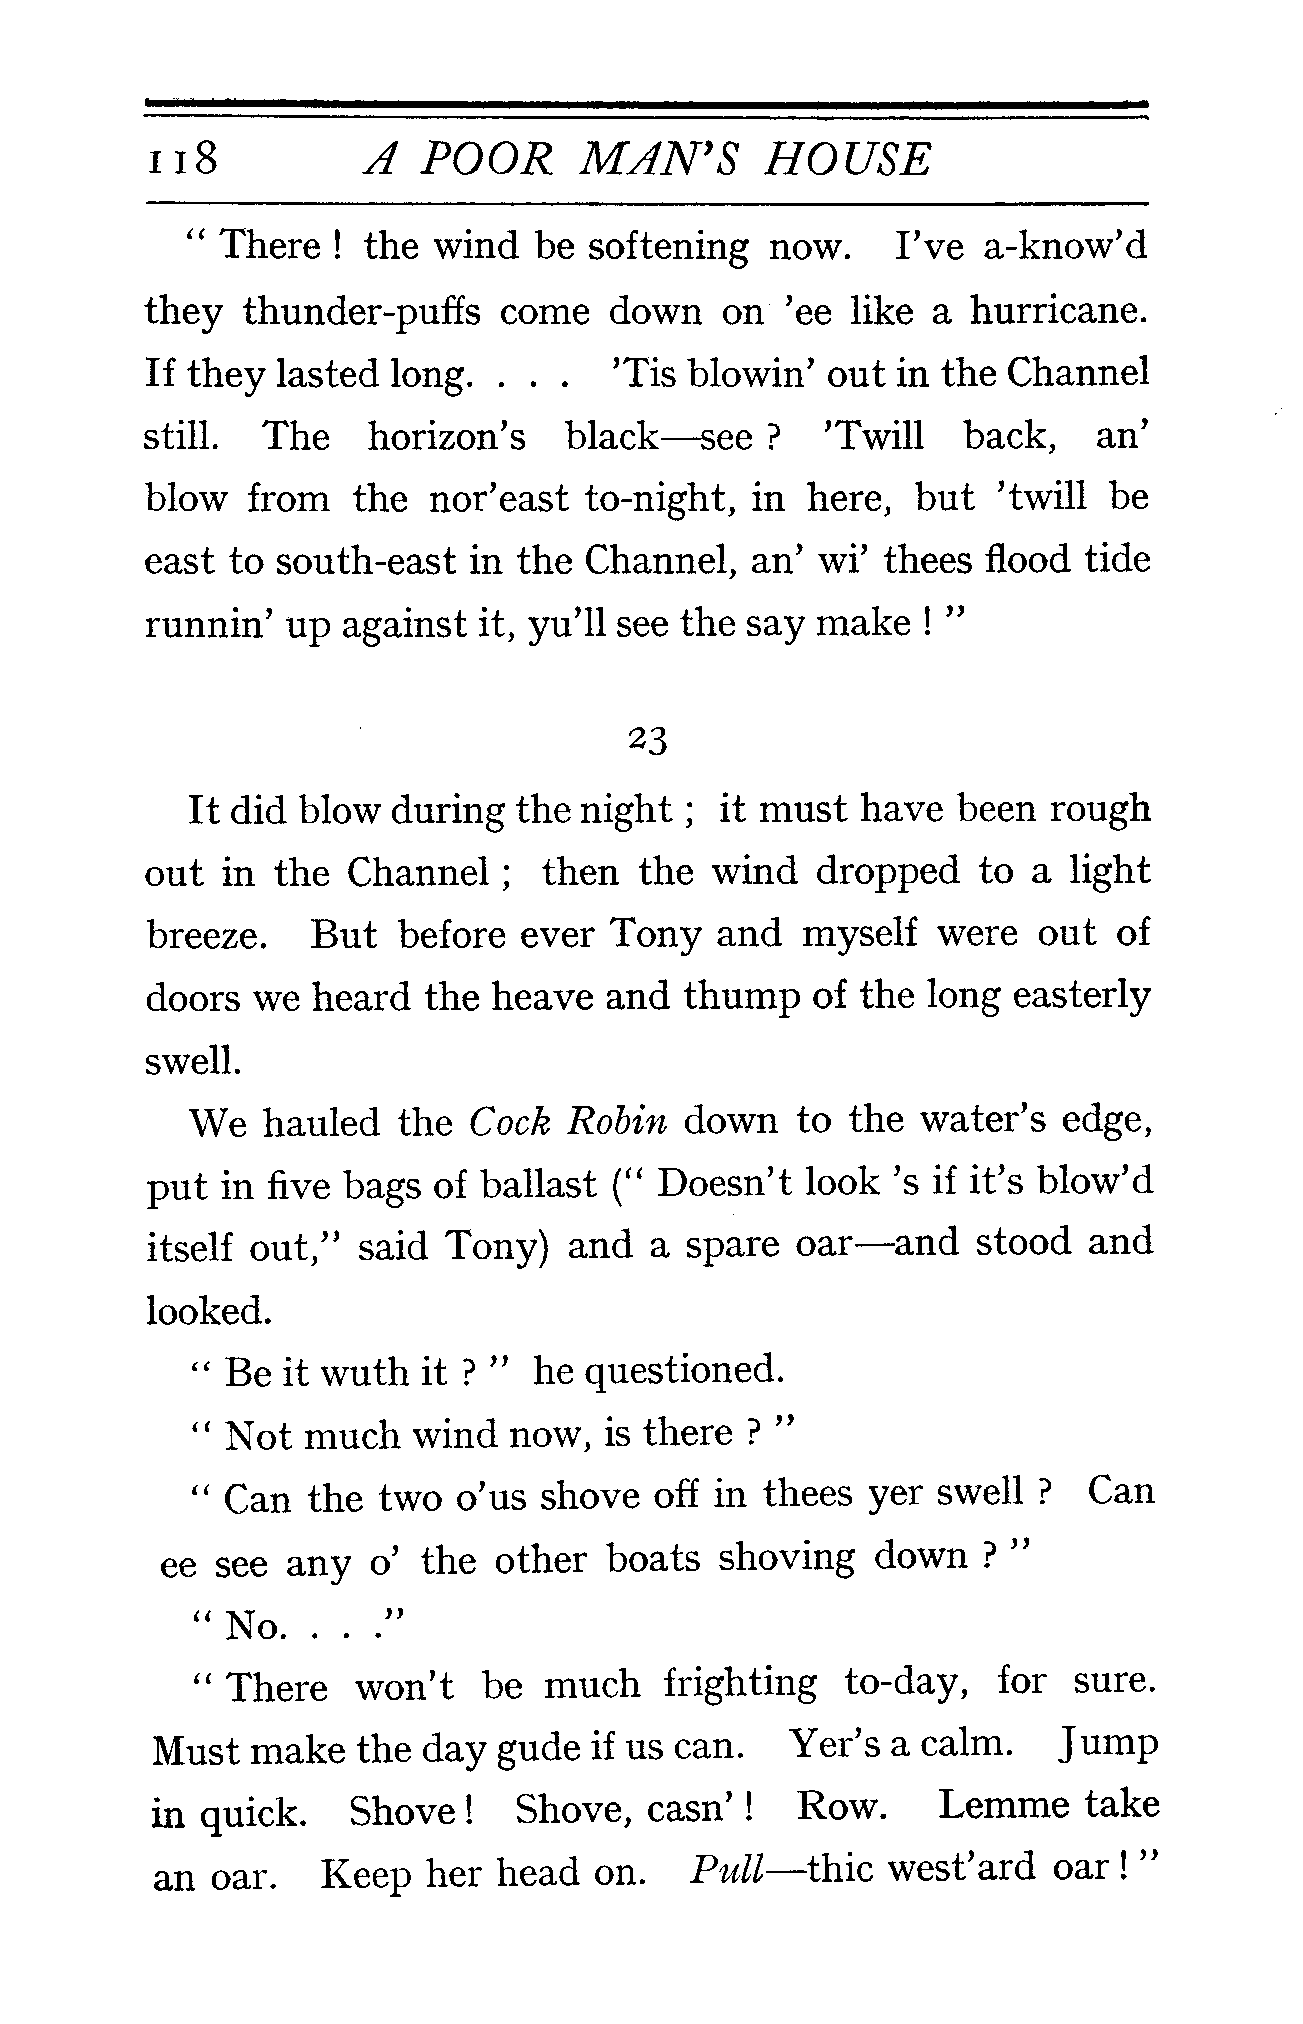 118 A POOR MAN'S HOUSE
“ There ! the wind be softening now. I've a-know'd
they thunder-puffs come down on 'ee like a hurricane.
If they lasted long. . . . 'Tis blowin' out in the Channel
still. The horizon's black—see ? 'Twill back, an'
blow from the nor'east to-night, in here, but 'twill be
east to south-east in the Channel, an' wi' thees flood tide
runnin' up against it, yu'll see the say make ! ”
23
It did blow during the night ; it must have been rough
out in the Channel ; then the wind dropped to a light
breeze. But before ever Tony and myself were out of
doors we heard the heave and thump of the long easterly
swell.
We hauled the Cock Robin down to the water's edge,
put in five bags of ballast (“ Doesn't look 's if it's blow'd
itself out,” said Tony) and a spare oar—and stood and
looked.
“ Be it wuth it ? ” he questioned.
“ Not much wind now, is there ? ”
“ Can the two o'us shove off in thees yer swell ? Can
ee see any o' the other boats shoving down ? ”
“ No. . . .”
“ There won't be much frighting to-day, for sure.
Must make the day gude if us can. Yer's a calm. Jump
in quick. Shove ! Shove, casn' ! Row. Lemme take
an oar. Keep her head on. Pull—thic west'ard oar ! ”